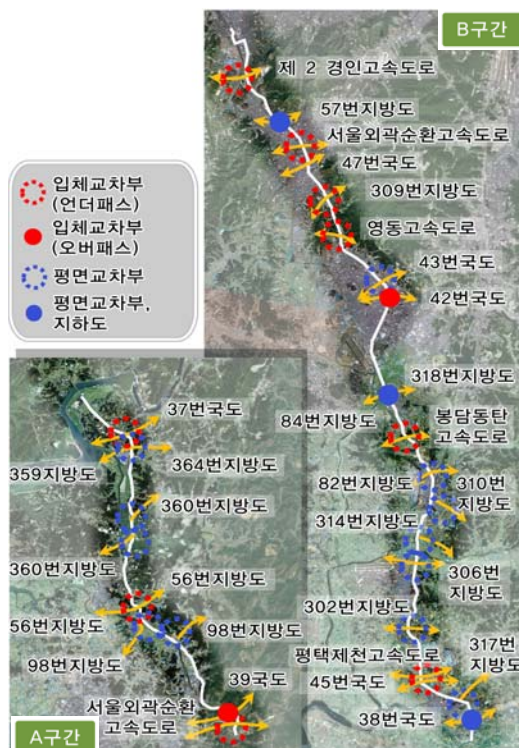 B구간
제 2 경인고속도로
57번지방도
서울외곽순환고속도로
47번국도
309번지방도
영동고속도로
43번국도
42번국도
318번지방도
84번지방도
봉담동탄
고속도로
82번지방도
310번
지방도
314번지방도
306번
지방도
302번지방도
317번
지방도
평택제천고속도로
45번국도
38번국도
입체교차부
(언더패스)
입체교차부
(오버패스)
평면교차부
평면교차부,
지하도
37번국도
359지방도
364번지방도
360번지방도
360번지방도
56번지방도
56번지방도
98번지방도
98번지방도
39국도
서울외곽순환
고속도로
A구간